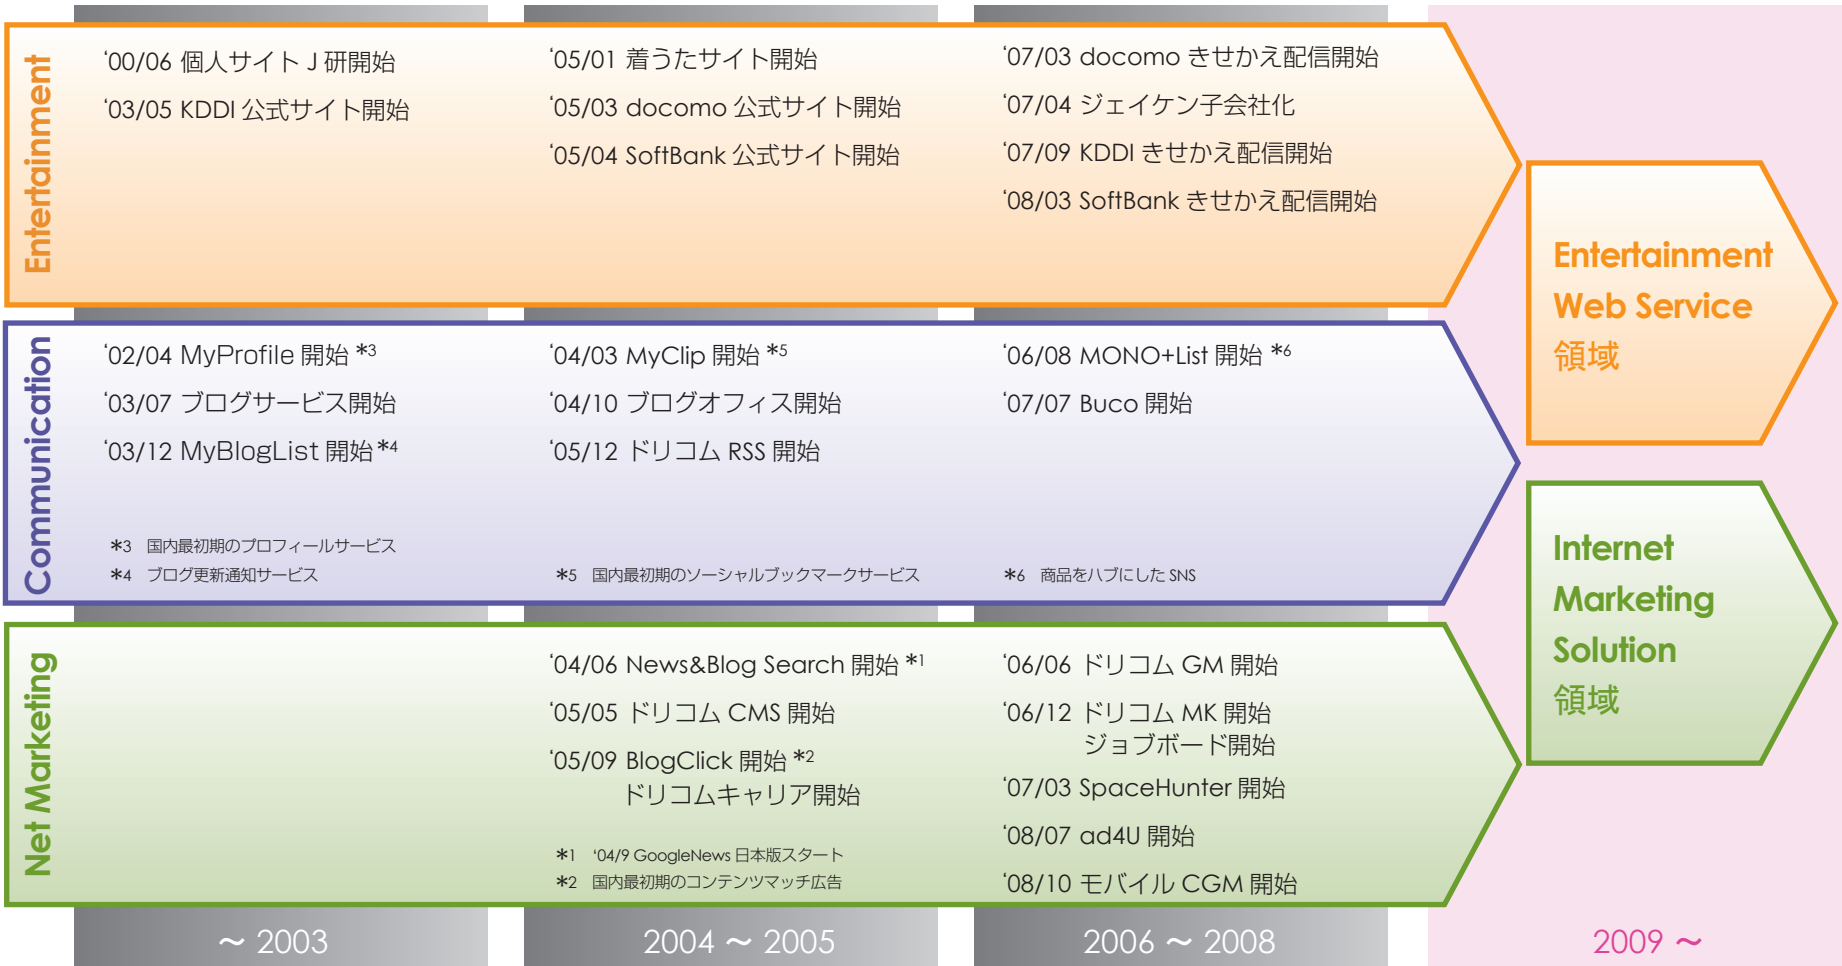 Entertainment
‘00/06 個人サイト J 研開始
‘03/05 KDDI 公式サイト開始
‘05/01 着うたサイト開始
‘05/03 docomo 公式サイト開始
‘05/04 SoftBank 公式サイト開始
‘07/03 docomo きせかえ配信開始
‘07/04 ジェイケン子会社化
‘07/09 KDDI きせかえ配信開始
‘08/03 SoftBank きせかえ配信開始
Communication
‘02/04 MyProfile 開始 *3
‘03/07 ブログサービス開始
‘03/12 MyBlogList 開始 *4
*3 国内最初期のプロフィールサービス
*4 ブログ更新通知サービス
‘04/03 MyClip 開始 *5
‘04/10 ブログオフィス開始
‘05/12 ドリコム RSS 開始
*5 国内最初期のソーシャルブックマークサービス
‘06/08 MONO+List 開始 *6
‘07/07 Buco 開始
*6 商品をハブにした SNS
Net Marketing
‘04/06 News&Blog Search 開始 *1
‘05/05 ドリコム CMS 開始
‘05/09 BlogClick 開始 *2
ドリコムキャリア開始
*1 ‘04/9 GoogleNews 日本版スタート
*2 国内最初期のコンテンツマッチ広告
‘06/06 ドリコム GM 開始
‘06/12 ドリコム MK 開始
ジョブボード開始
‘07/03 SpaceHunter 開始
‘08/07 ad4U 開始
‘08/10 モバイル CGM 開始
Entertainment
Web Service
領域
Internet
Marketing
Solution
領域
～ 2003
2004 ～ 2005
2006 ～ 2008
2009 ～